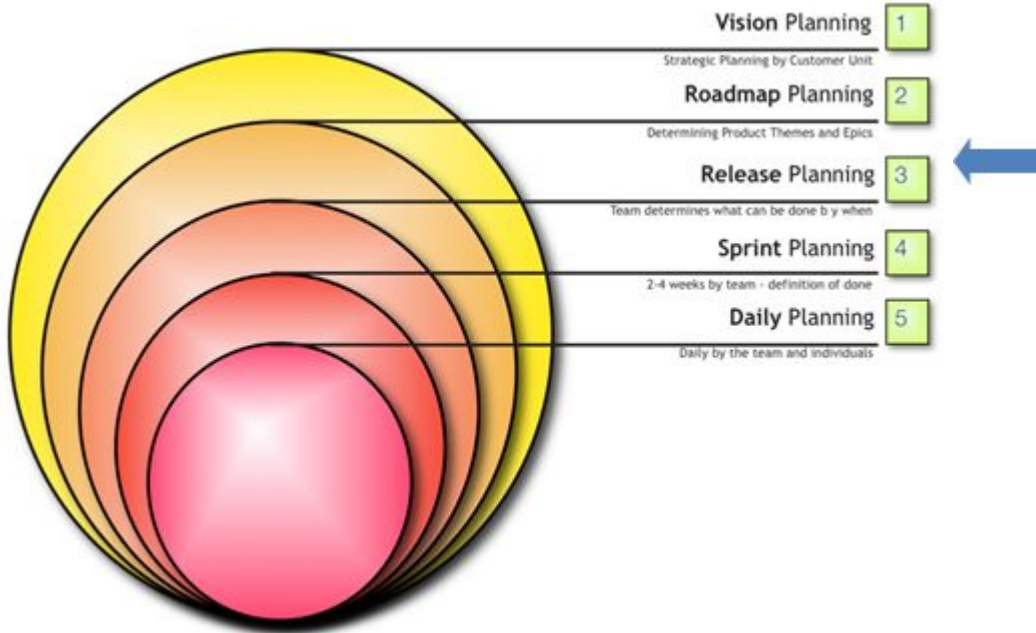 Vision Planning 1
Strategic Planning by Customer Unit
Roadmap Planning 2
Determining Product Themes and Epics
Release Planning 3
Team determines what can be done b y when
Sprint Planning 4
2-4 weeks by team - definition of done
Daily Planning 5
Daily by the team and individuals